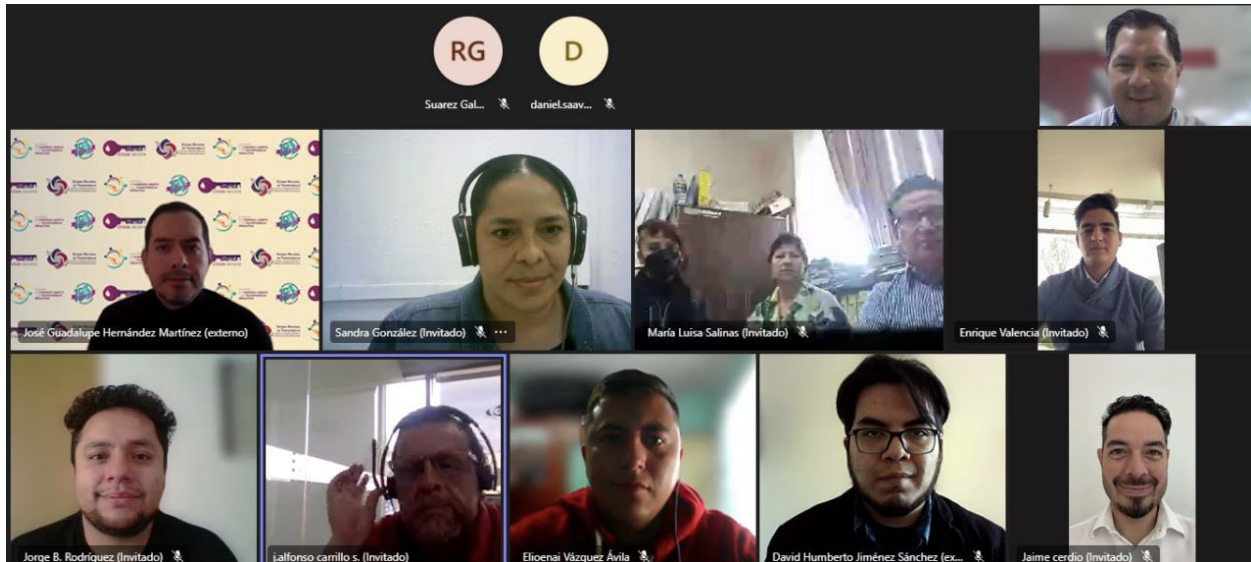 RG
D
Suarez Gal...
daniel.saav...
José Guadalupe Hernández Martínez (externo)
Sandra González (Invitado)
María Luisa Salinas (Invitado)
Enrique Valencia (Invitado)
Jorge B. Rodríguez (Invitado)
j.alfonso carrillo s. (Invitado)
Elioenai Vázquez Ávila
David Humberto Jiménez Sánchez (ex...
Jaime cerdio (Invitado)